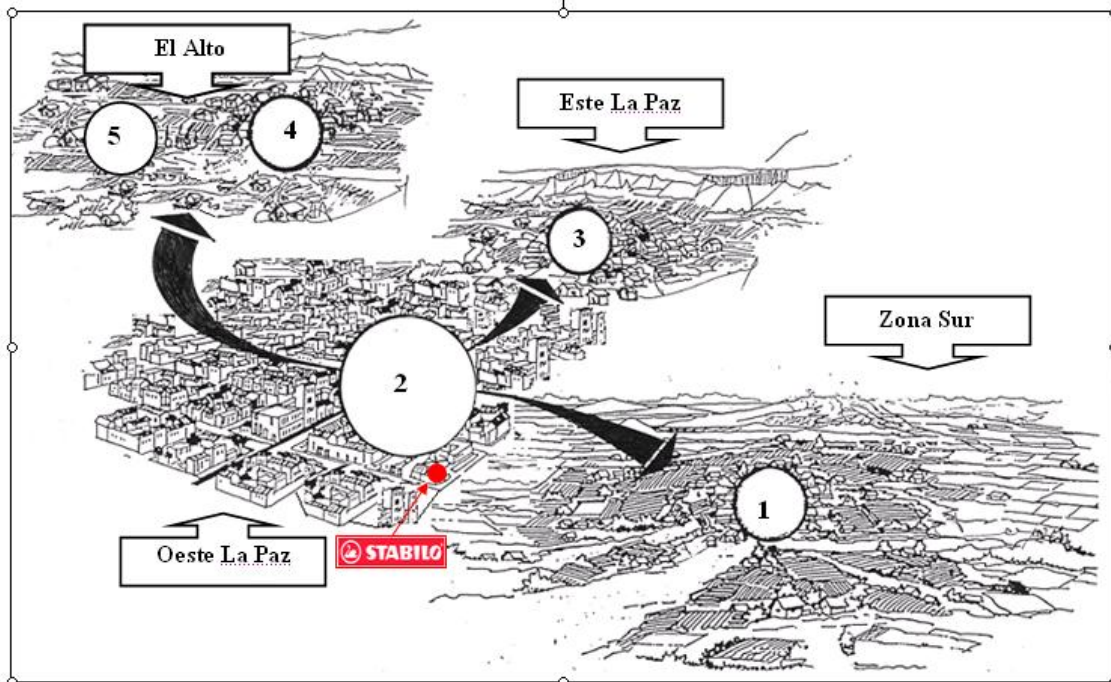 El Alto
5
4
Este La Paz
3
Zona Sur
2
1
Oeste La Paz
STABILO